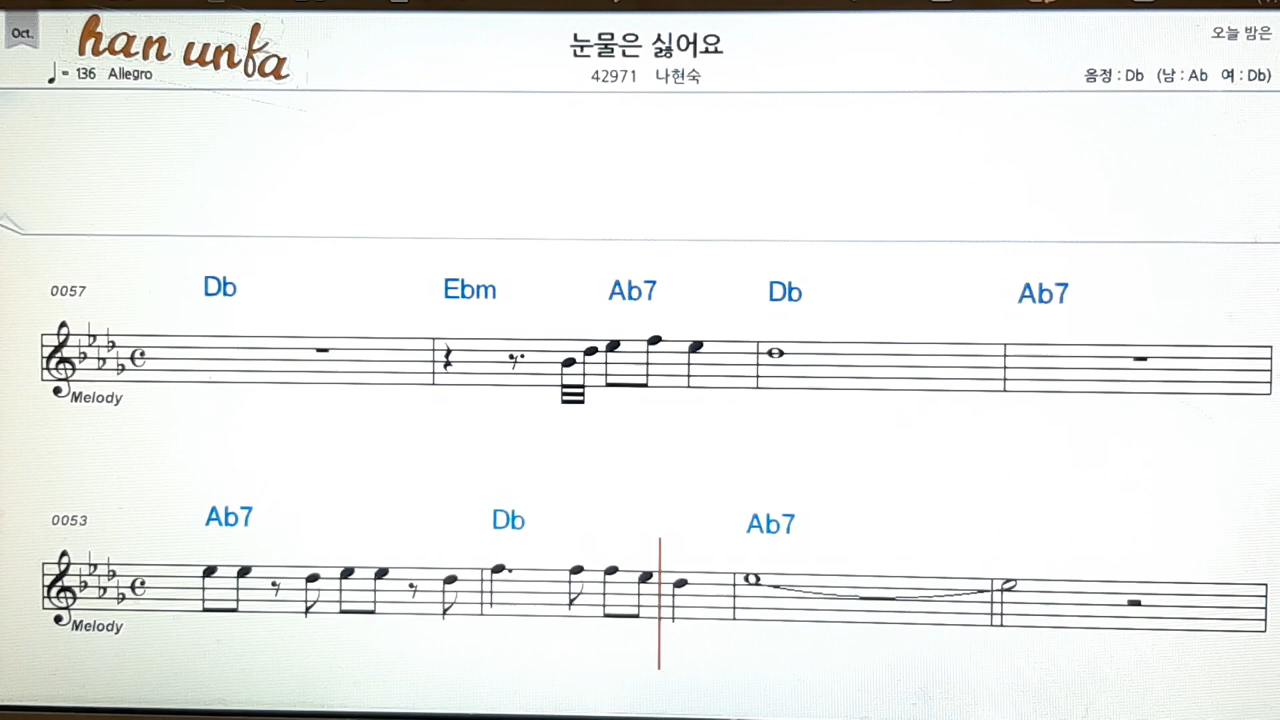 Oct.
han unfa
눈물은 싫어요
오늘 밤은
= 136 Allegro
42971 나현숙
음정 : Db (남 : Ab 여 : Db)
0057
Db Ebm Ab7 Db Ab7
Melody
0053
Ab7 Db Ab7
Melody